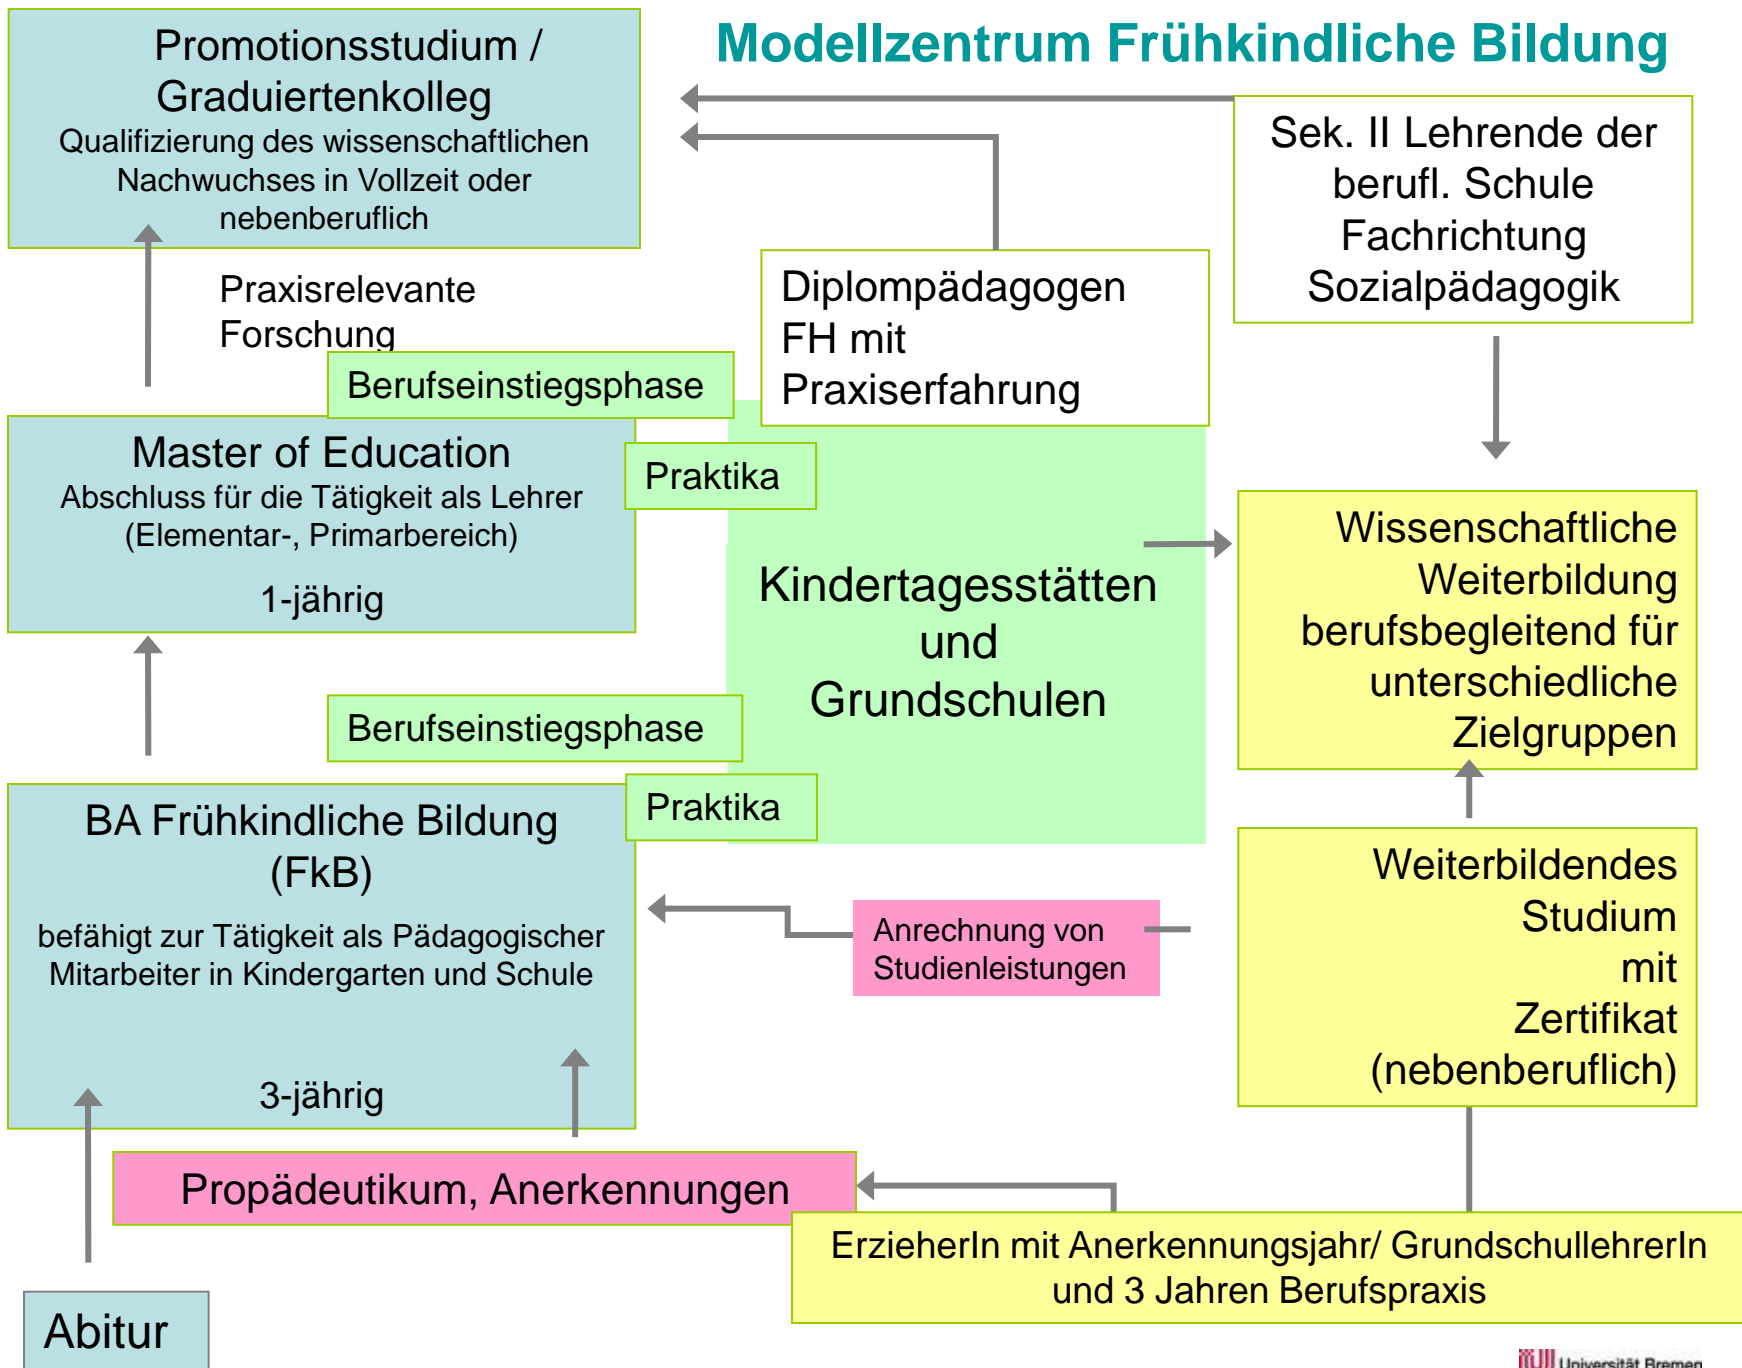 Modellzentrum Frühkindliche Bildung
Promotionsstudium /
Graduiertenkolleg
Qualifizierung des wissenschaftlichen
Nachwuchses in Vollzeit oder
nebenberuflich
Sek. II Lehrende der
berufl. Schule
Fachrichtung
Sozialpädagogik
Praxisrelevante
Forschung
Diplompädagogen
FH mit
Praxiserfahrung
Berufseinstiegsphase
Master of Education
Abschluss für die Tätigkeit als Lehrer
(Elementar-, Primarbereich)
1-jährig
Praktika
Kindertagesstätten
und
Grundschulen
Wissenschaftliche
Weiterbildung
berufsbegleitend für
unterschiedliche
Zielgruppen
Berufseinstiegsphase
Praktika
BA Frühkindliche Bildung
(FkB)
befähigt zur Tätigkeit als Pädagogischer
Mitarbeiter in Kindergarten und Schule
3-jährig
Anrechnung von
Studienleistungen
Weiterbildendes
Studium
mit
Zertifikat
(nebenberuflich)
Propädeutikum, Anerkennungen
ErzieherIn mit Anerkennungsjahr/ GrundschullehrerIn
und 3 Jahren Berufspraxis
Abitur
Universität Bremen